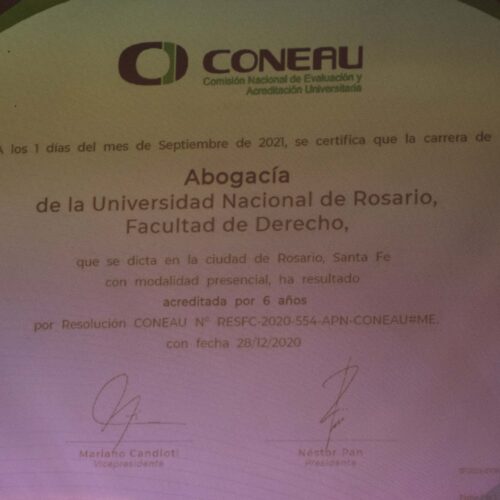 CONEAU
Comisión Nacional de Evaluación y
Acreditación Universitaria
A los 1 días del mes de Septiembre de 2021, se certifica que la carrera de
Abogacía
de la Universidad Nacional de Rosario,
Facultad de Derecho,
que se dicta en la ciudad de Rosario, Santa Fe
con modalidad presencial, ha resultado
acreditada por 6 años
por Resolución CONEAU Nº RESFC-2020-554-APN-CONEAU#ME.
con fecha 28/12/2020
Mariano Candioti
Vicepresidente
Néstor Pan
Presidente